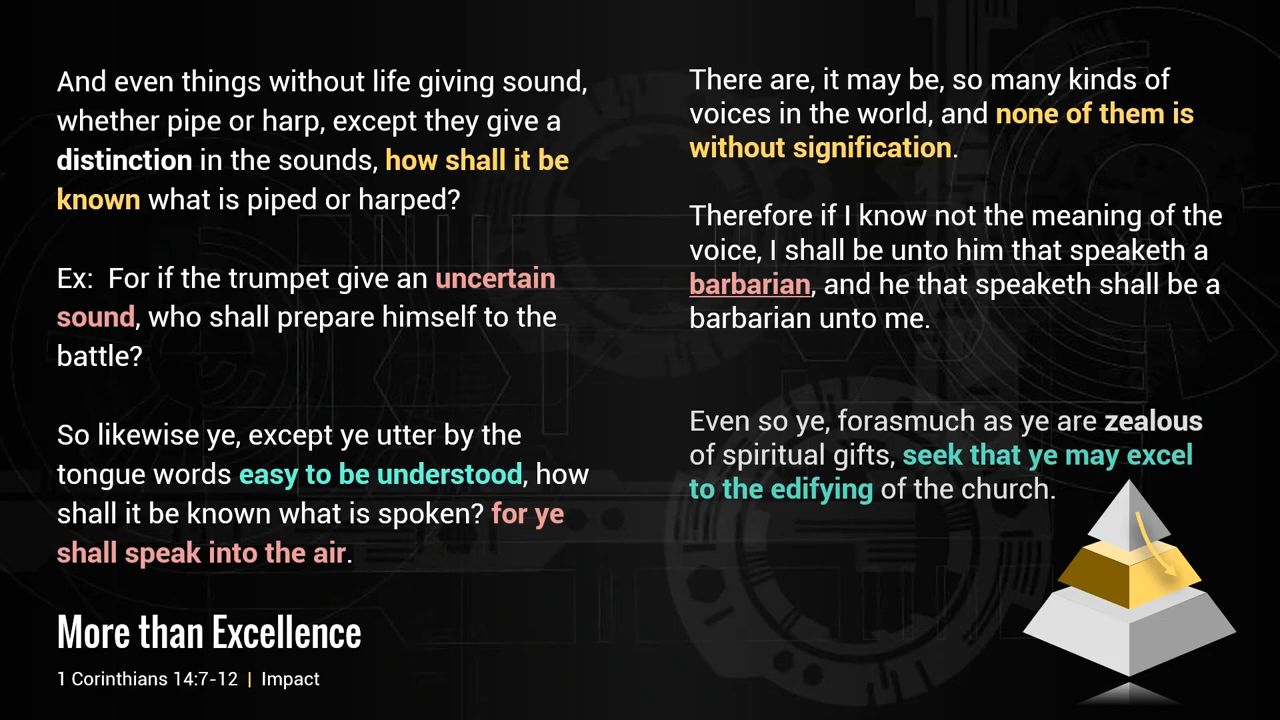 And even things without life giving sound,
whether pipe or harp, except they give a
distinction in the sounds, how shall it be
known what is piped or harped?
Ex:  For if the trumpet give an uncertain
sound, who shall prepare himself to the
battle?
So likewise ye, except ye utter by the
tongue words easy to be understood, how
shall it be known what is spoken? for ye
shall speak into the air.
More than Excellence
1 Corinthians 14:7-12 | Impact
There are, it may be, so many kinds of
voices in the world, and none of them is
without signification.
Therefore if I know not the meaning of the
voice, I shall be unto him that speaketh a
barbarian, and he that speaketh shall be a
barbarian unto me.
Even so ye, forasmuch as ye are zealous
of spiritual gifts, seek that ye may excel
to the edifying of the church.